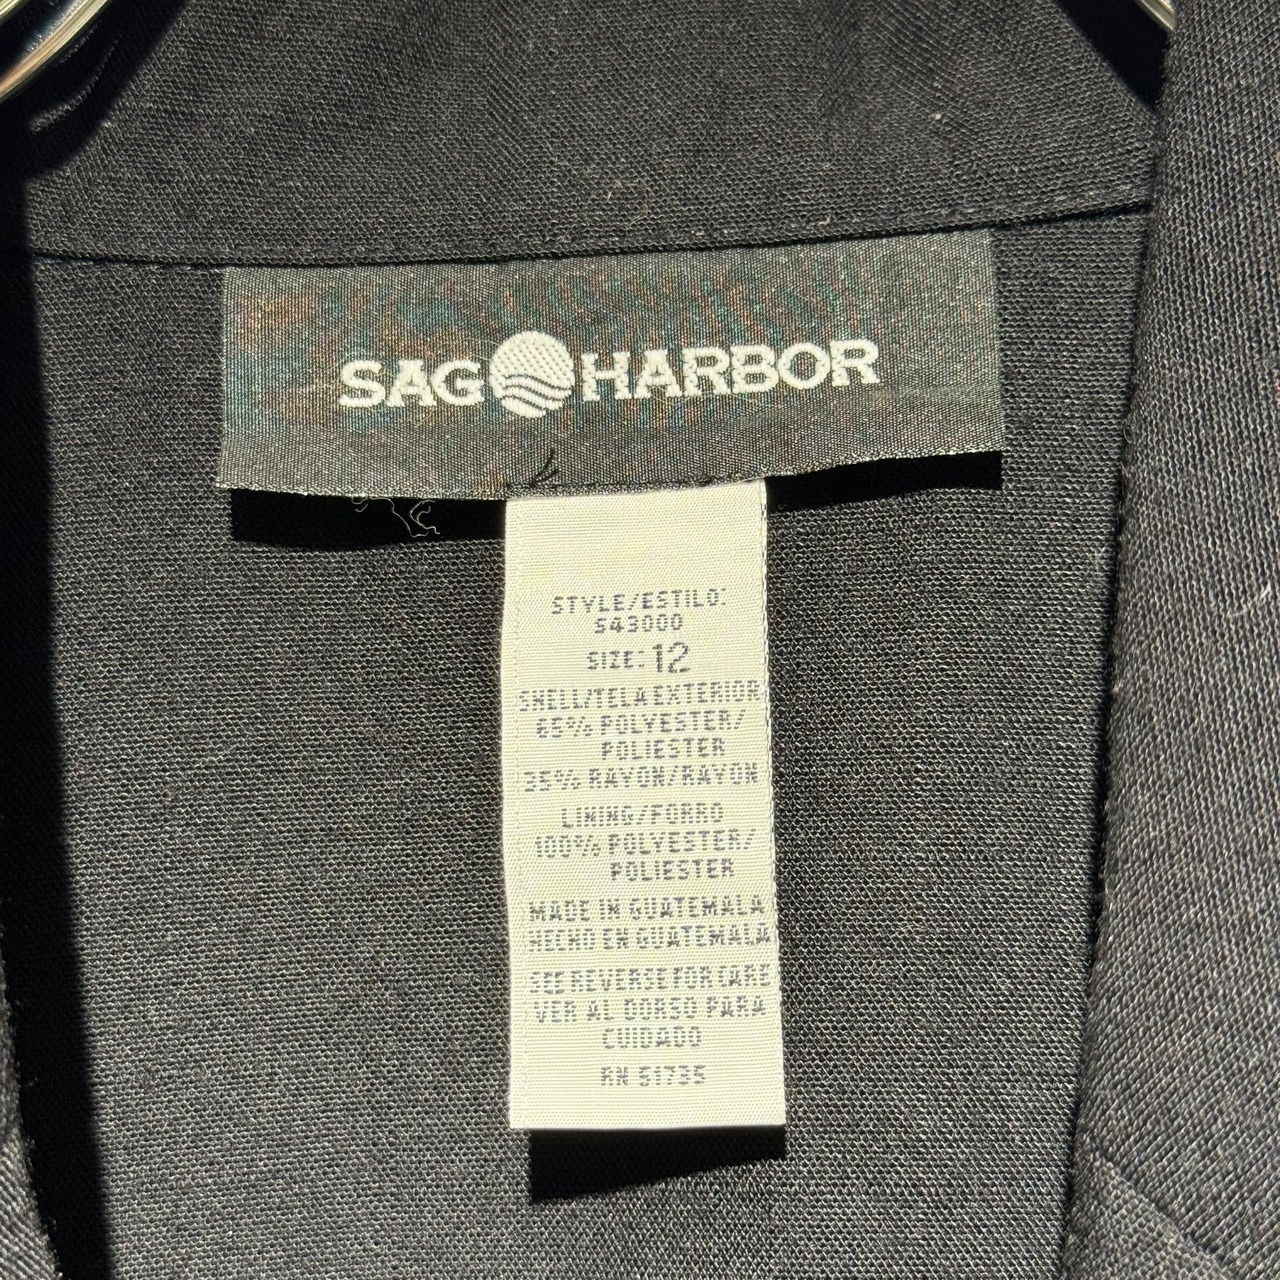 SAG HARBOR
STYLE/ESTILO:
S43000
SIZE: 12
SHELL/TELA EXTERIOR
65% POLYESTER/
POLIESTER
35% RAYON/RAYON
LINING/FORRO
100% POLYESTER/
POLIESTER
MADE IN GUATEMALA
HECHO EN GUATEMALA
SEE REVERSE FOR CARE
VER AL DORSO PARA
CUIDADO
RN 51735